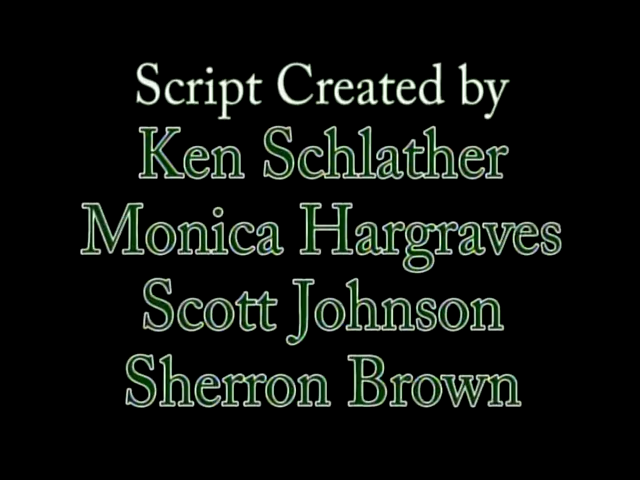 Script Created by
Ken Schlather
Monica Hargraves
Scott Johnson
Sherron Brown